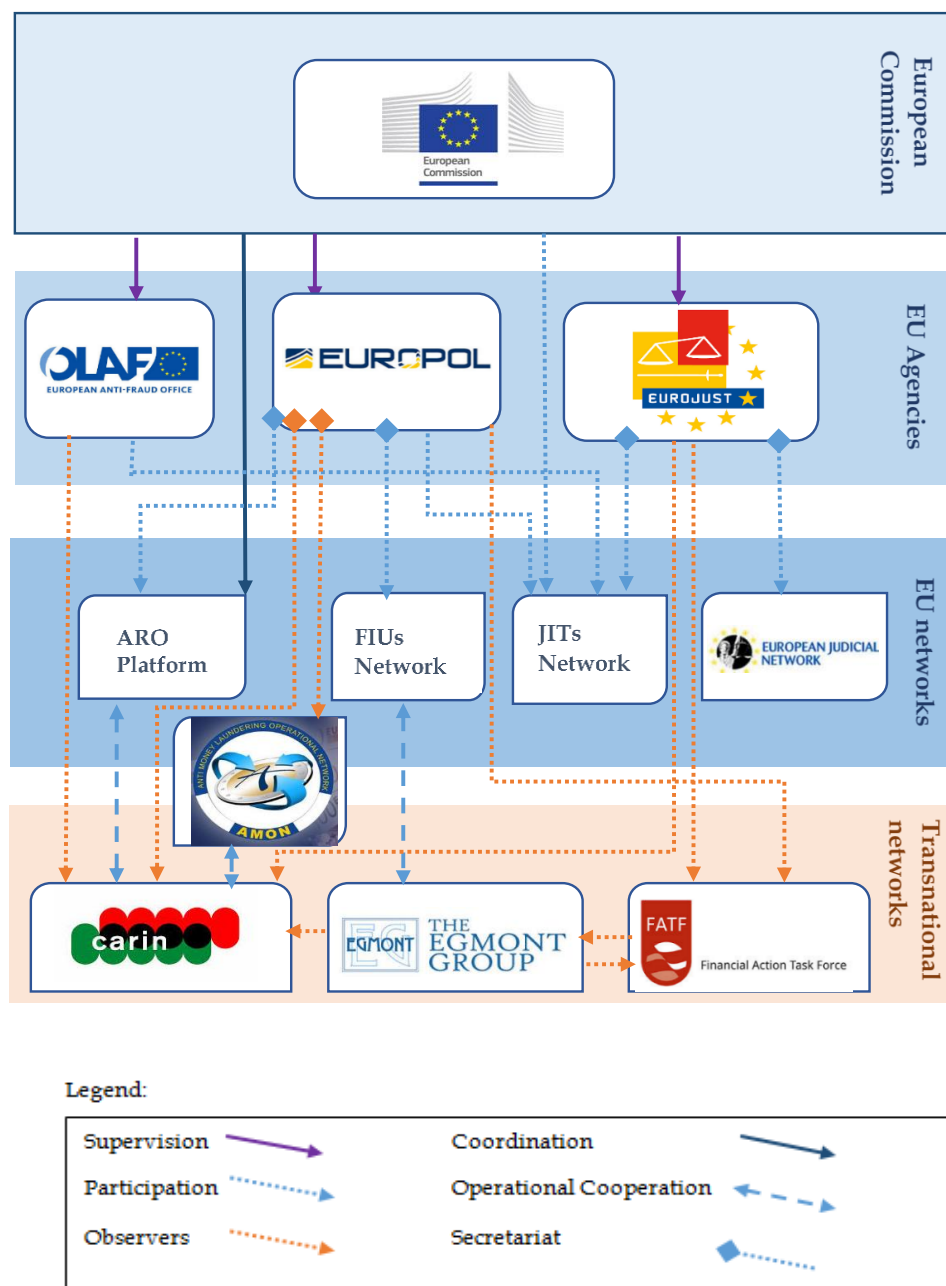 European
Commission
European
Commission
OLAF
EUROPEAN ANTI-FRAUD OFFICE
EUROPOL
EUROJUST
EU Agencies
ARO
Platform
FIUs
Network
JITs
Network
EUROPEAN JUDICIAL
NETWORK
EU networks
ANTI MONEY LAUNDERING OPERATIONAL NETWORK
AMON
Transnational
networks
carin
EG
EGMONT
THE
EGMONT
GROUP
FATF
Financial Action Task Force
Legend:
Supervision
Coordination
Participation
Operational Cooperation
Observers
Secretariat